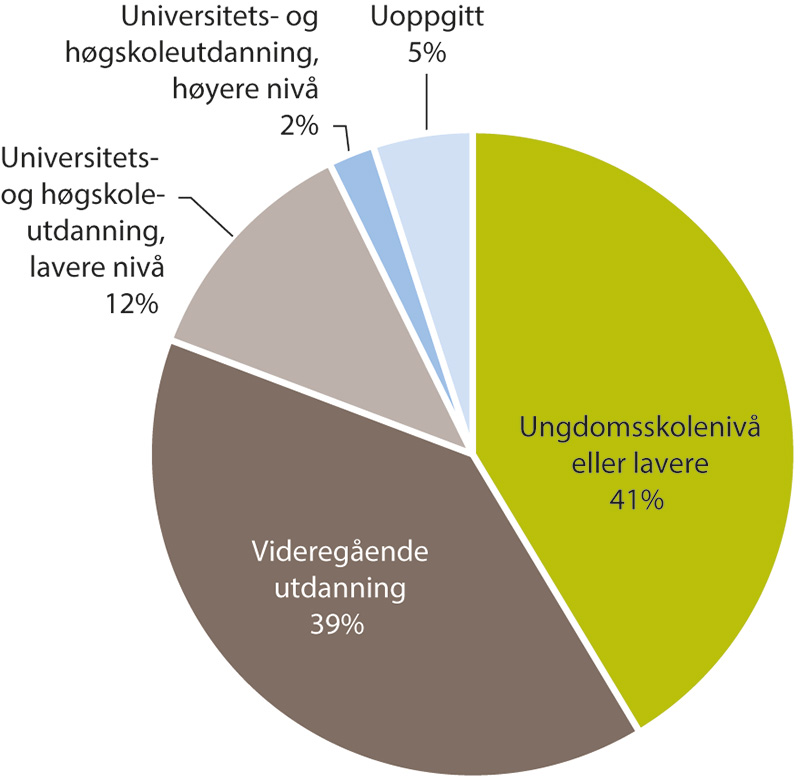 Universitets- og
høgskoleutdanning,
høyere nivå
2%
Uoppgitt
5%
Universitets-
og høgskole-
utdanning,
lavere nivå
12%
Ungdomsskolenivå
eller lavere
41%
Videregående
utdanning
39%